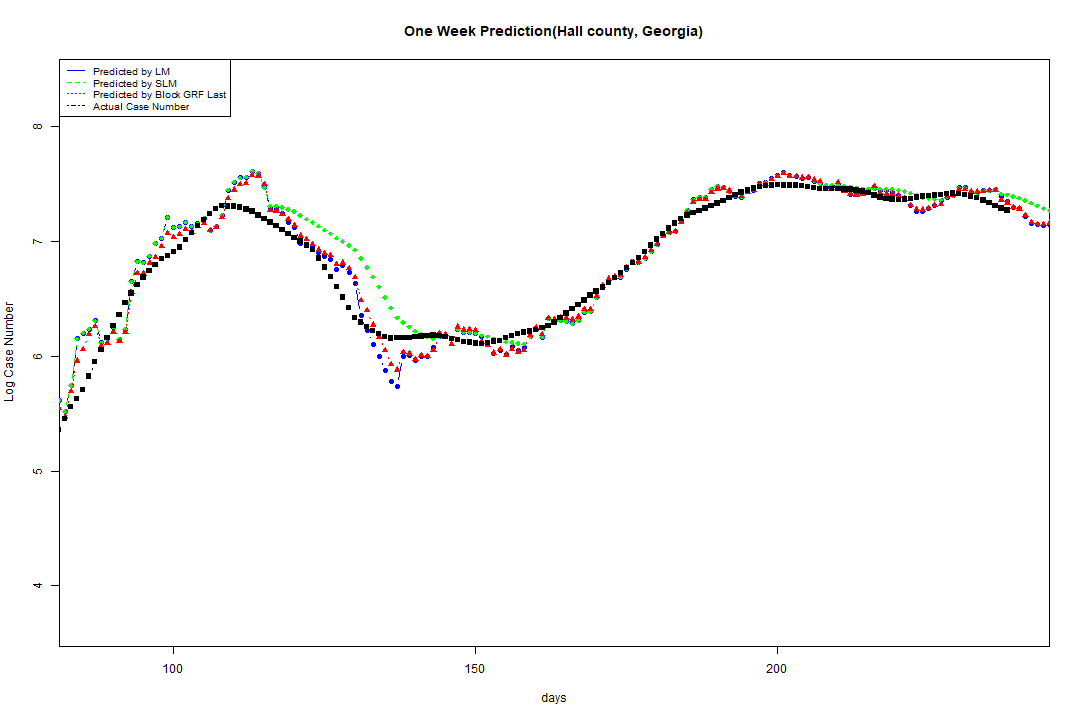 One Week Prediction(Hall county, Georgia)
Predicted by LM
Predicted by SLM
Predicted by Block GRF Last
Actual Case Number
8
7
6
5
4
Log Case Number
100 150 200
days